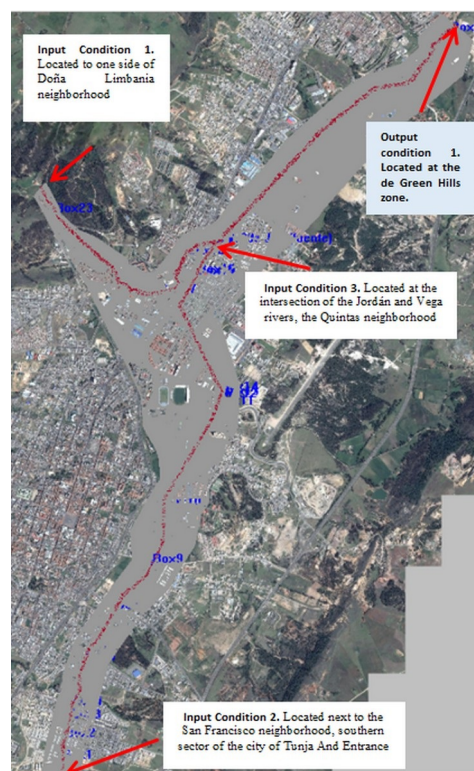 Input Condition 1.
Located to one side of
Doña Limbania
neighborhood
Output
condition 1.
Located at the
de Green Hills
zone.
Box23
Input Condition 3. Located at the
intersection of the Jordán and Vega
rivers, the Quintas neighborhood
Box9
Input Condition 2. Located next to the
San Francisco neighborhood, southern
sector of the city of Tunja And Entrance